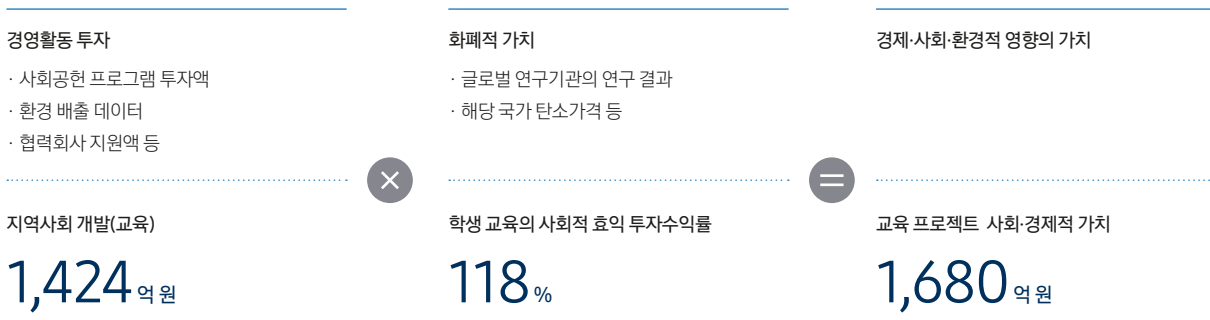 경영활동 투자
· 사회공헌 프로그램 투자액
· 환경 배출 데이터
· 협력회사 지원액 등
×
화폐적 가치
· 글로벌 연구기관의 연구 결과
· 해당 국가 탄소가격 등
=
경제·사회·환경적 영향의 가치
지역사회 개발(교육)
1,424 억 원
학생 교육의 사회적 효익 투자수익률
118 %
교육 프로젝트 사회·경제적 가치
1,680 억 원